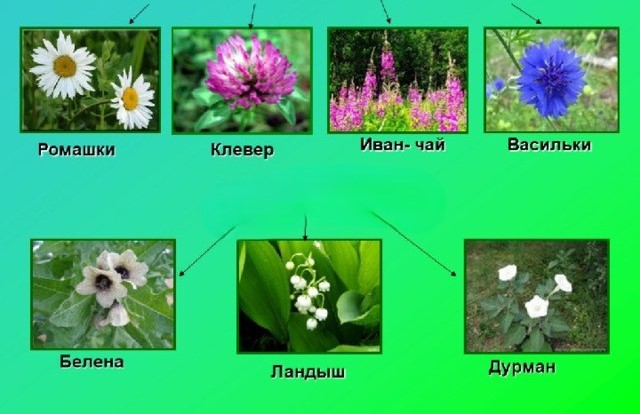 Ромашки
Клевер
Иван- чай
Васильки
Белена
Ландыш
Дурман